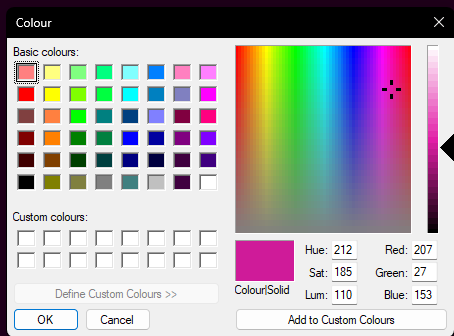 Colour
Basic colours:
Custom colours:
Define Custom Colours >>
OK Cancel
Colour|Solid
Hue: 212 Red: 207
Sat: 185 Green: 27
Lum: 110 Blue: 153
Add to Custom Colours